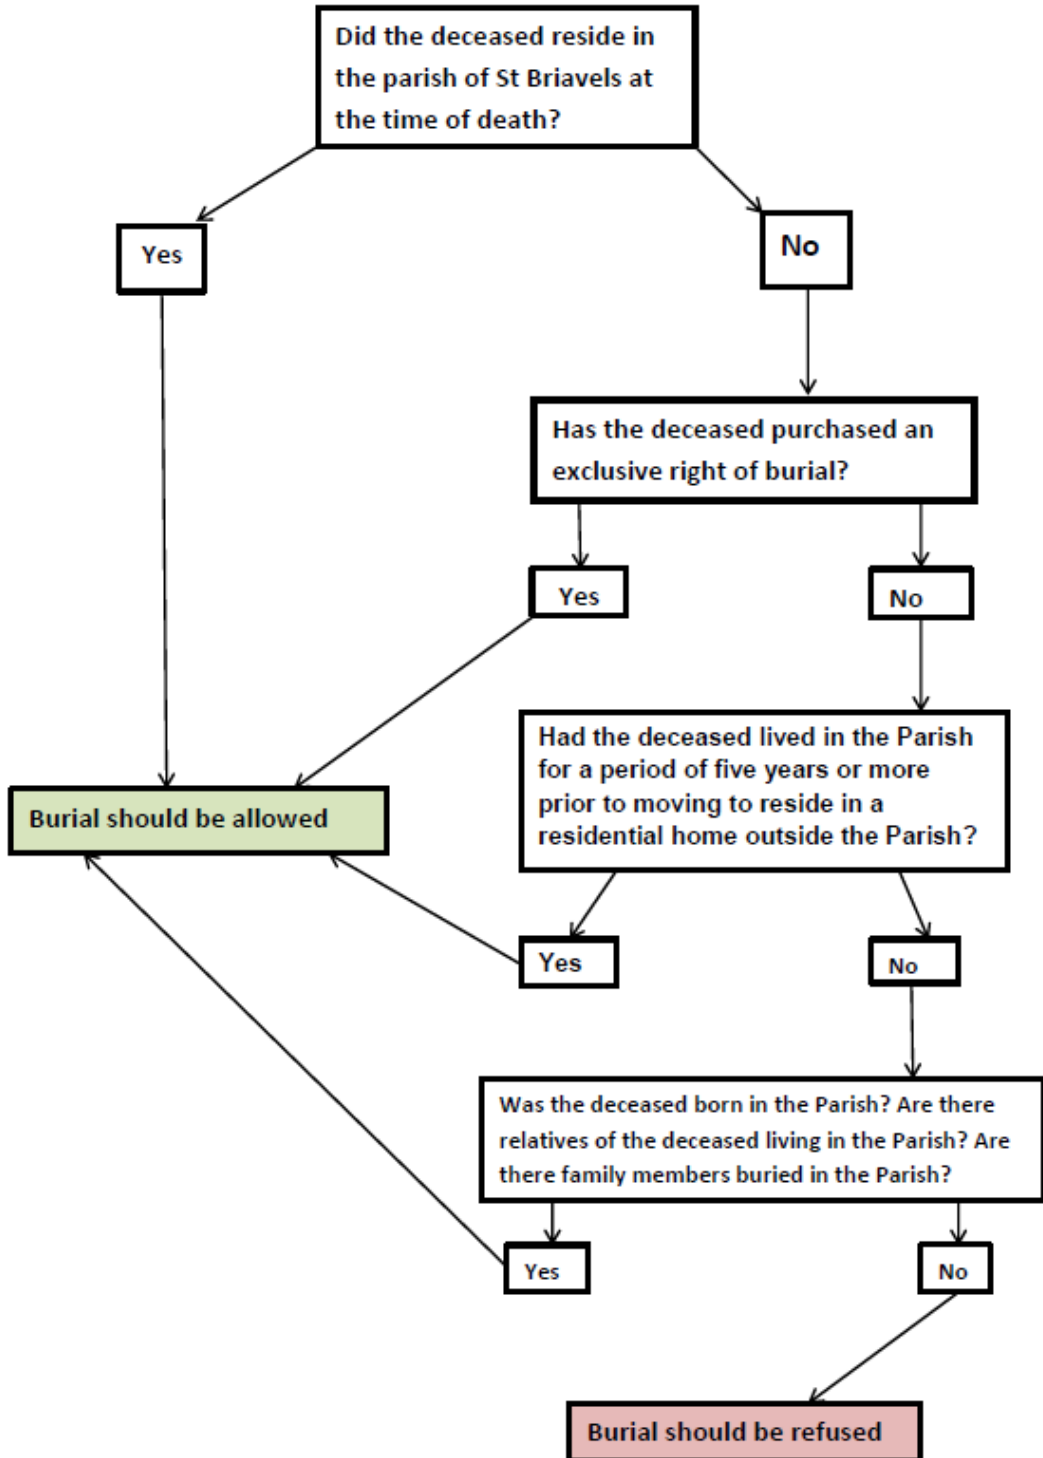 Did the deceased reside in
the parish of St Briavels at
the time of death?
Yes
No
Has the deceased purchased an
exclusive right of burial?
Yes
No
Had the deceased lived in the Parish
for a period of five years or more
prior to moving to reside in a
residential home outside the Parish?
Burial should be allowed
Yes
No
Was the deceased born in the Parish? Are there
relatives of the deceased living in the Parish? Are
there family members buried in the Parish?
Yes
No
Burial should be refused